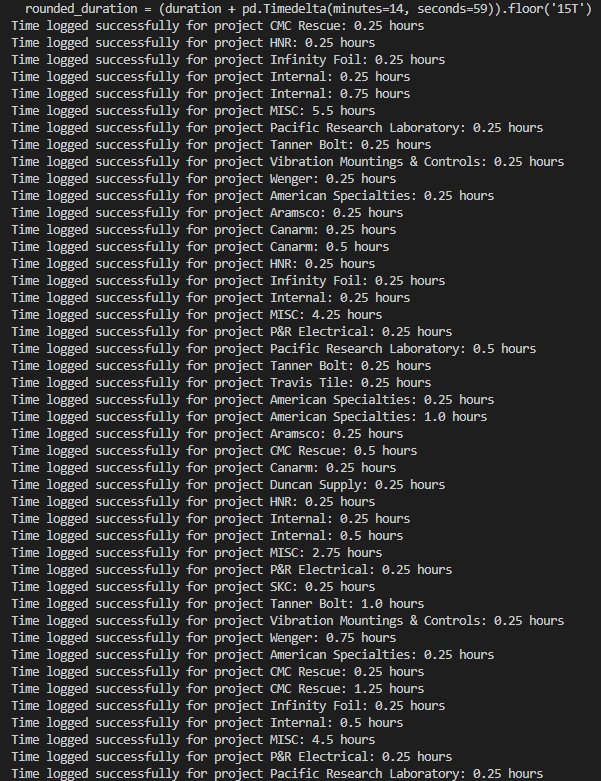 rounded_duration = (duration + pd.Timedelta(minutes=14, seconds=59)).floor('15T')
Time logged successfully for project CMC Rescue: 0.25 hours
Time logged successfully for project HNR: 0.25 hours
Time logged successfully for project Infinity Foil: 0.25 hours
Time logged successfully for project Internal: 0.25 hours
Time logged successfully for project Internal: 0.75 hours
Time logged successfully for project MISC: 5.5 hours
Time logged successfully for project Pacific Research Laboratory: 0.25 hours
Time logged successfully for project Tanner Bolt: 0.25 hours
Time logged successfully for project Vibration Mountings & Controls: 0.25 hours
Time logged successfully for project Wenger: 0.25 hours
Time logged successfully for project American Specialties: 0.25 hours
Time logged successfully for project Aramsco: 0.25 hours
Time logged successfully for project Canarm: 0.25 hours
Time logged successfully for project Canarm: 0.5 hours
Time logged successfully for project HNR: 0.25 hours
Time logged successfully for project Infinity Foil: 0.25 hours
Time logged successfully for project Internal: 0.25 hours
Time logged successfully for project MISC: 4.25 hours
Time logged successfully for project P&R Electrical: 0.25 hours
Time logged successfully for project Pacific Research Laboratory: 0.5 hours
Time logged successfully for project Tanner Bolt: 0.25 hours
Time logged successfully for project Travis Tile: 0.25 hours
Time logged successfully for project American Specialties: 0.25 hours
Time logged successfully for project American Specialties: 1.0 hours
Time logged successfully for project Aramsco: 0.25 hours
Time logged successfully for project CMC Rescue: 0.5 hours
Time logged successfully for project Canarm: 0.25 hours
Time logged successfully for project Duncan Supply: 0.25 hours
Time logged successfully for project HNR: 0.25 hours
Time logged successfully for project Internal: 0.25 hours
Time logged successfully for project Internal: 0.5 hours
Time logged successfully for project MISC: 2.75 hours
Time logged successfully for project P&R Electrical: 0.25 hours
Time logged successfully for project SKC: 0.25 hours
Time logged successfully for project Tanner Bolt: 1.0 hours
Time logged successfully for project Vibration Mountings & Controls: 0.25 hours
Time logged successfully for project Wenger: 0.75 hours
Time logged successfully for project American Specialties: 0.25 hours
Time logged successfully for project CMC Rescue: 0.25 hours
Time logged successfully for project CMC Rescue: 1.25 hours
Time logged successfully for project Infinity Foil: 0.25 hours
Time logged successfully for project Internal: 0.5 hours
Time logged successfully for project MISC: 4.5 hours
Time logged successfully for project P&R Electrical: 0.25 hours
Time logged successfully for project Pacific Research Laboratory: 0.25 hours